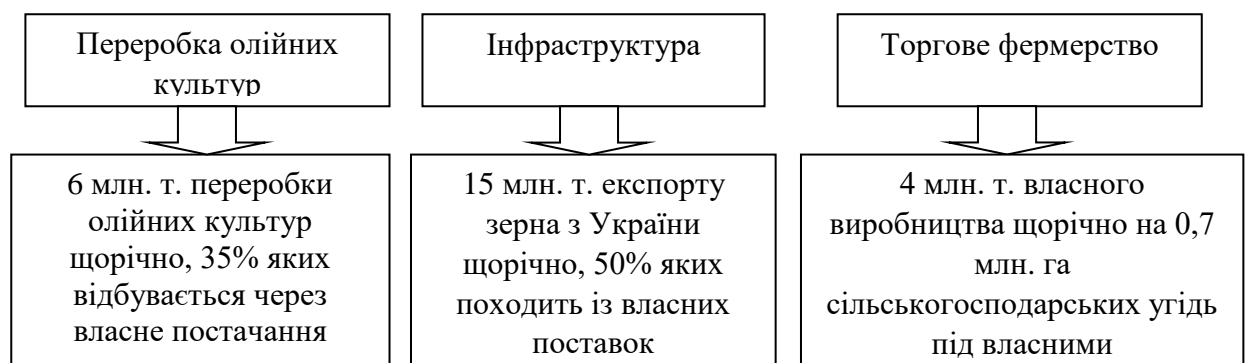 Переробка олійних
культур
Інфраструктура
Торгове фермерство
6 млн. т. переробки
олійних культур
щорічно, 35% яких
відбувається через
власне постачання
15 млн. т. експорту
зерна з України
щорічно, 50% яких
походить із власних
поставок
4 млн. т. власного
виробництва щорічно на 0,7
млн. га
сільськогосподарських угідь
під власними